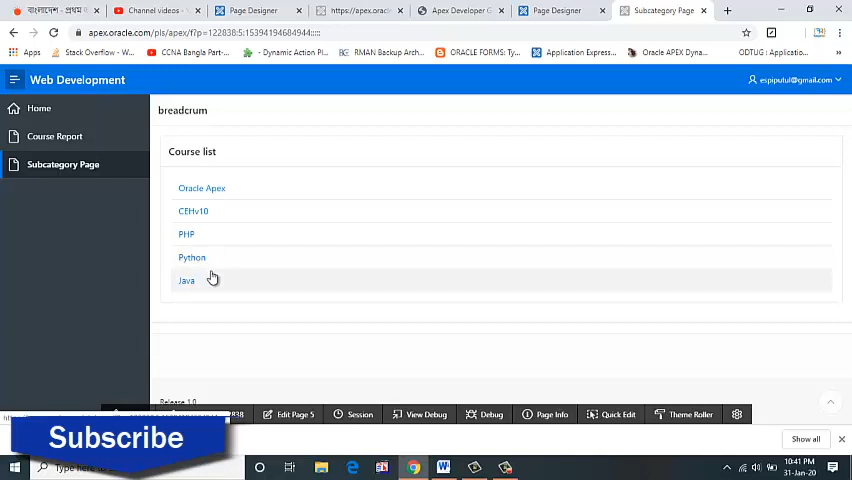 বাংলাদেশ - প্রথম
Channel videos -
Page Designer
https://apex.oracl
Apex Developer G
Page Designer
Subcategory Page
apex.oracle.com/pls/apex/f?p=122838:5:15394194684944:::::
Apps
Stack Overflow - W
CCNA Bangla Part-
- Dynamic Action Pl
RMAN Backup Arch
ORACLE FORMS: Ty
Application Express
Oracle APEX Dyna
ODTUG : Applicatio
Web Development
espiputul@gmail.com
Home
breadcrum
Course Report
Course list
Subcategory Page
Oracle Apex
CEHv10
PHP
Python
Java
Release 1.0
Edit Page 5
Session
View Debug
Debug
Page Info
Quick Edit
Theme Roller
Subscribe
Show all
Type here to
10:41 PM
31-Jan-20